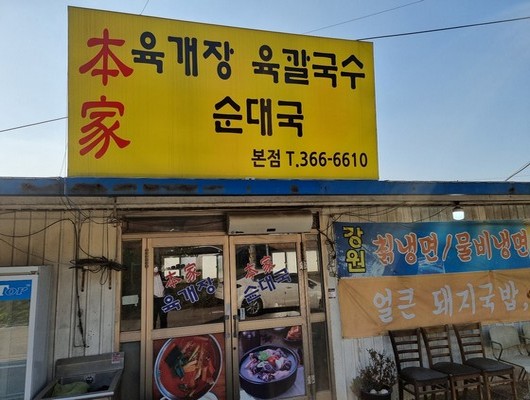 本家
육개장 육갈국수
순대국
본점 T.366-6610
강원
칡냉면/물비냉면
얼큰 돼지국밥,
本家
육개장
本家
순대국